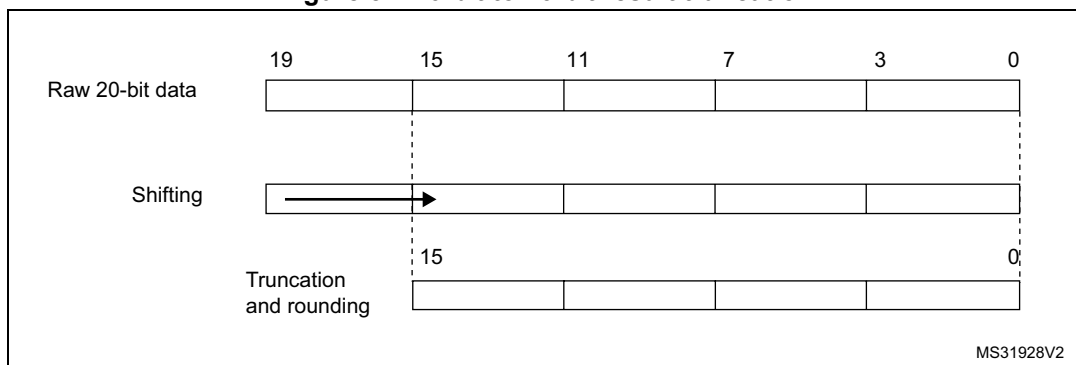 19 15 11 7 3 0
Raw 20-bit data
Shifting
15 0
Truncation
and rounding
MS31928V2